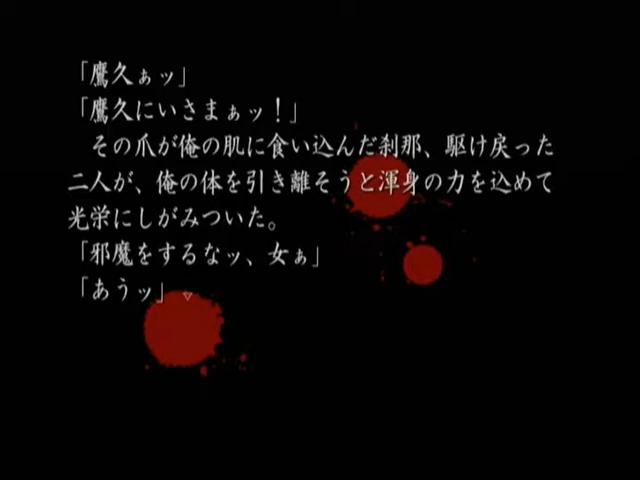 「鷹久ぁッ」
「鷹久にいさまぁッ！」
　その爪が俺の肌に食い込んだ刹那、駆け戻った
二人が、俺の体を引き離そうと渾身の力を込めて
光栄にしがみついた。
「邪魔をするなッ、女ぁ」
「あうッ」▽